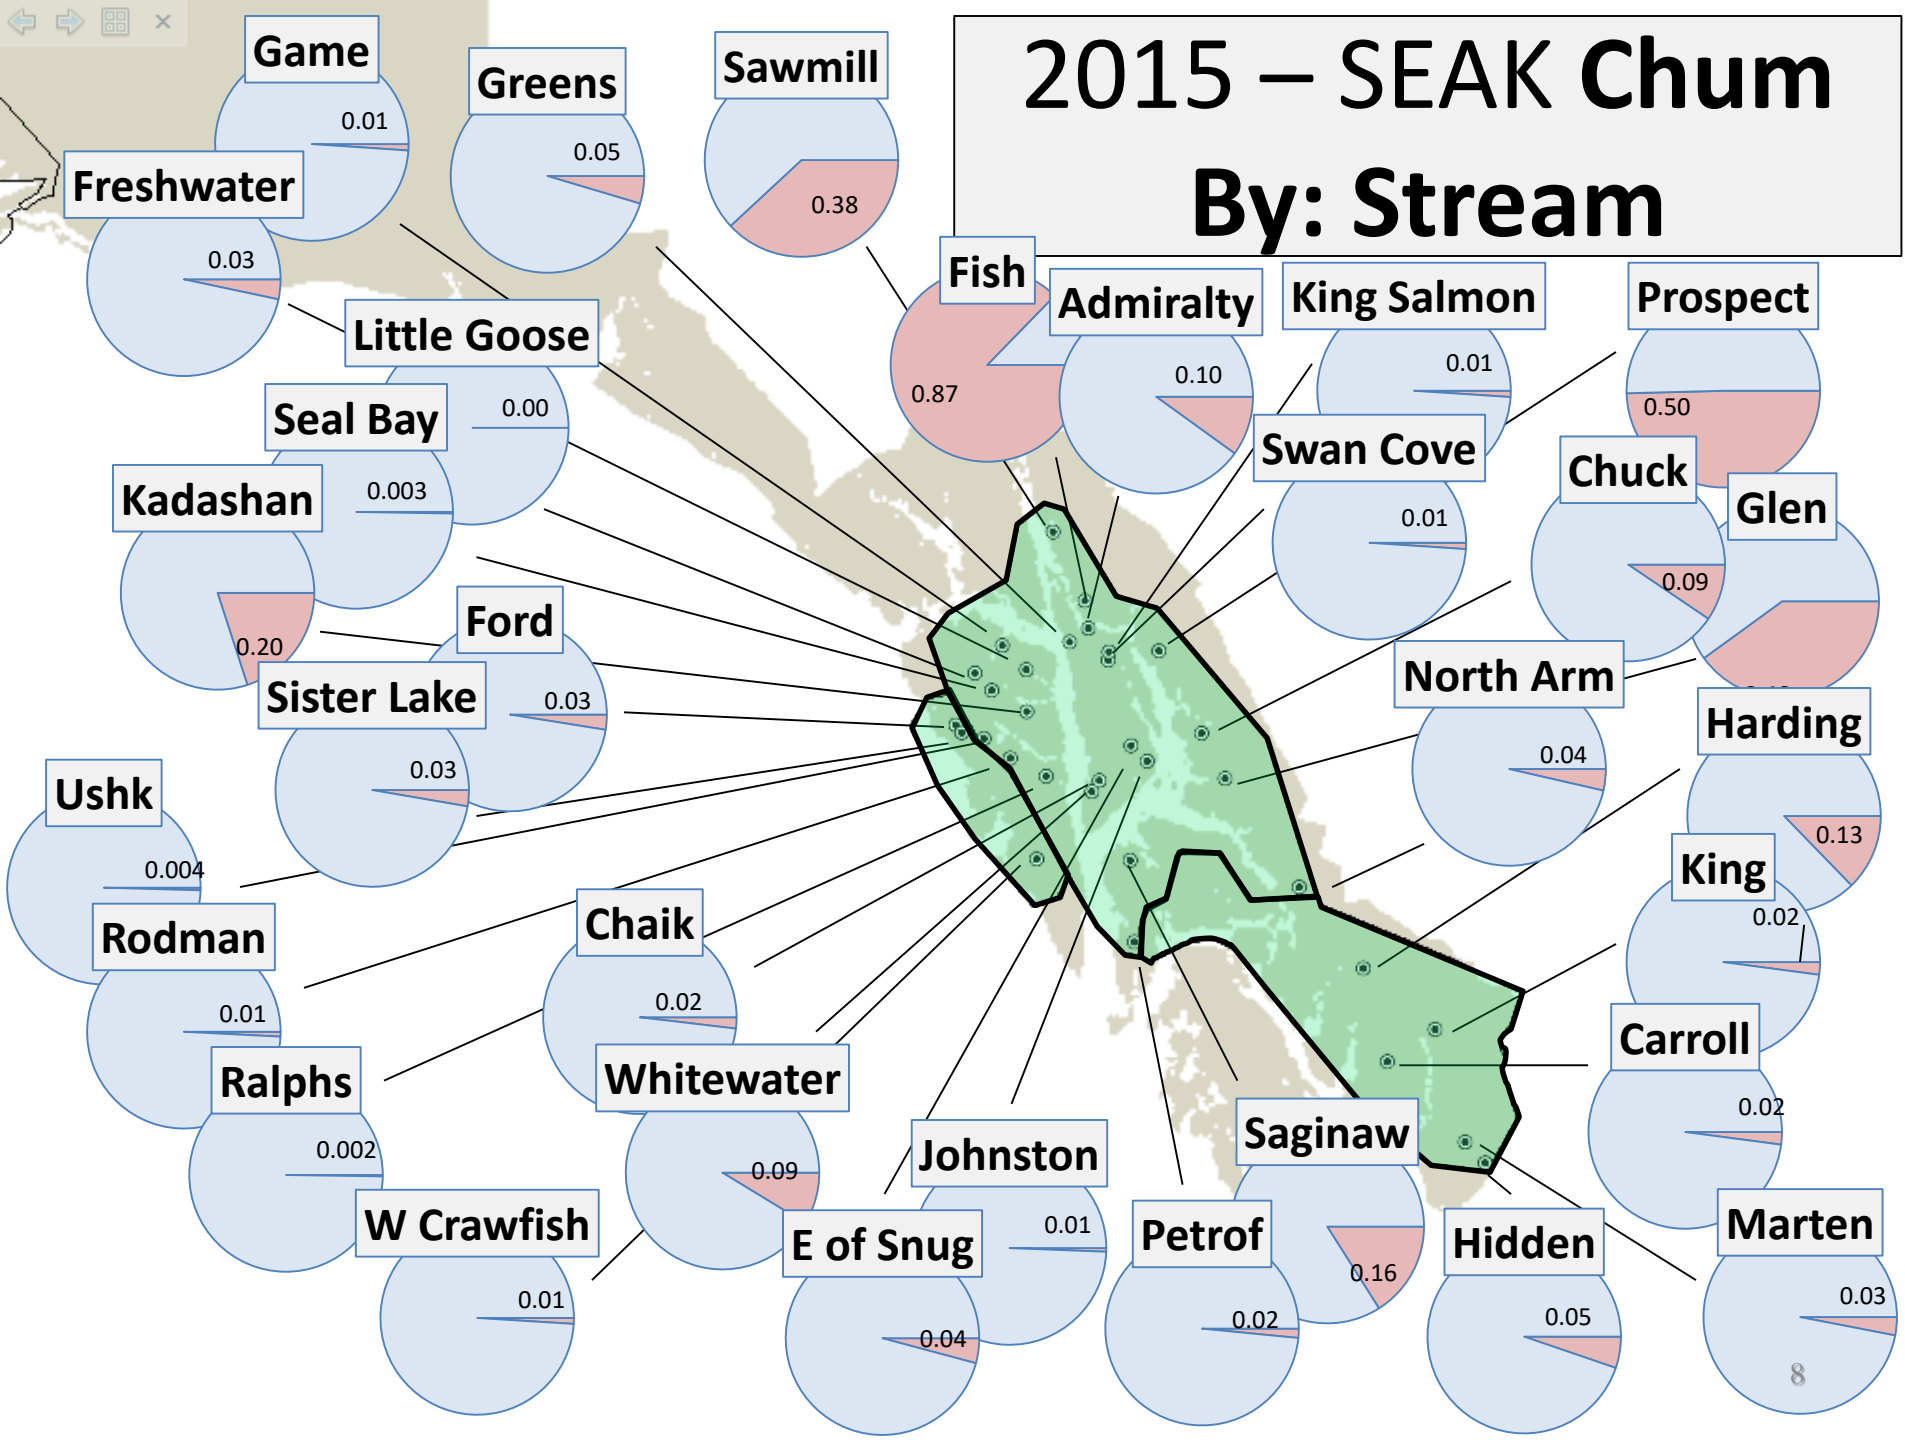 2015 – SEAK Chum
By: Stream
Game
0.01
Greens
0.05
Sawmill
0.38
Freshwater
0.03
Fish
0.87
Admiralty
0.10
King Salmon
0.01
Prospect
0.50
Little Goose
0.00
Seal Bay
0.003
Swan Cove
0.01
Chuck
0.09
Glen
Kadashan
0.20
Ford
0.03
Sister Lake
0.03
North Arm
0.04
Harding
0.13
Ushk
0.004
King
0.02
Rodman
0.01
Chaik
0.02
Carroll
0.02
Ralphs
0.002
Whitewater
0.09
Johnston
0.01
Saginaw
0.16
W Crawfish
0.01
E of Snug
0.04
Petrof
0.02
Hidden
0.05
Marten
0.03
8